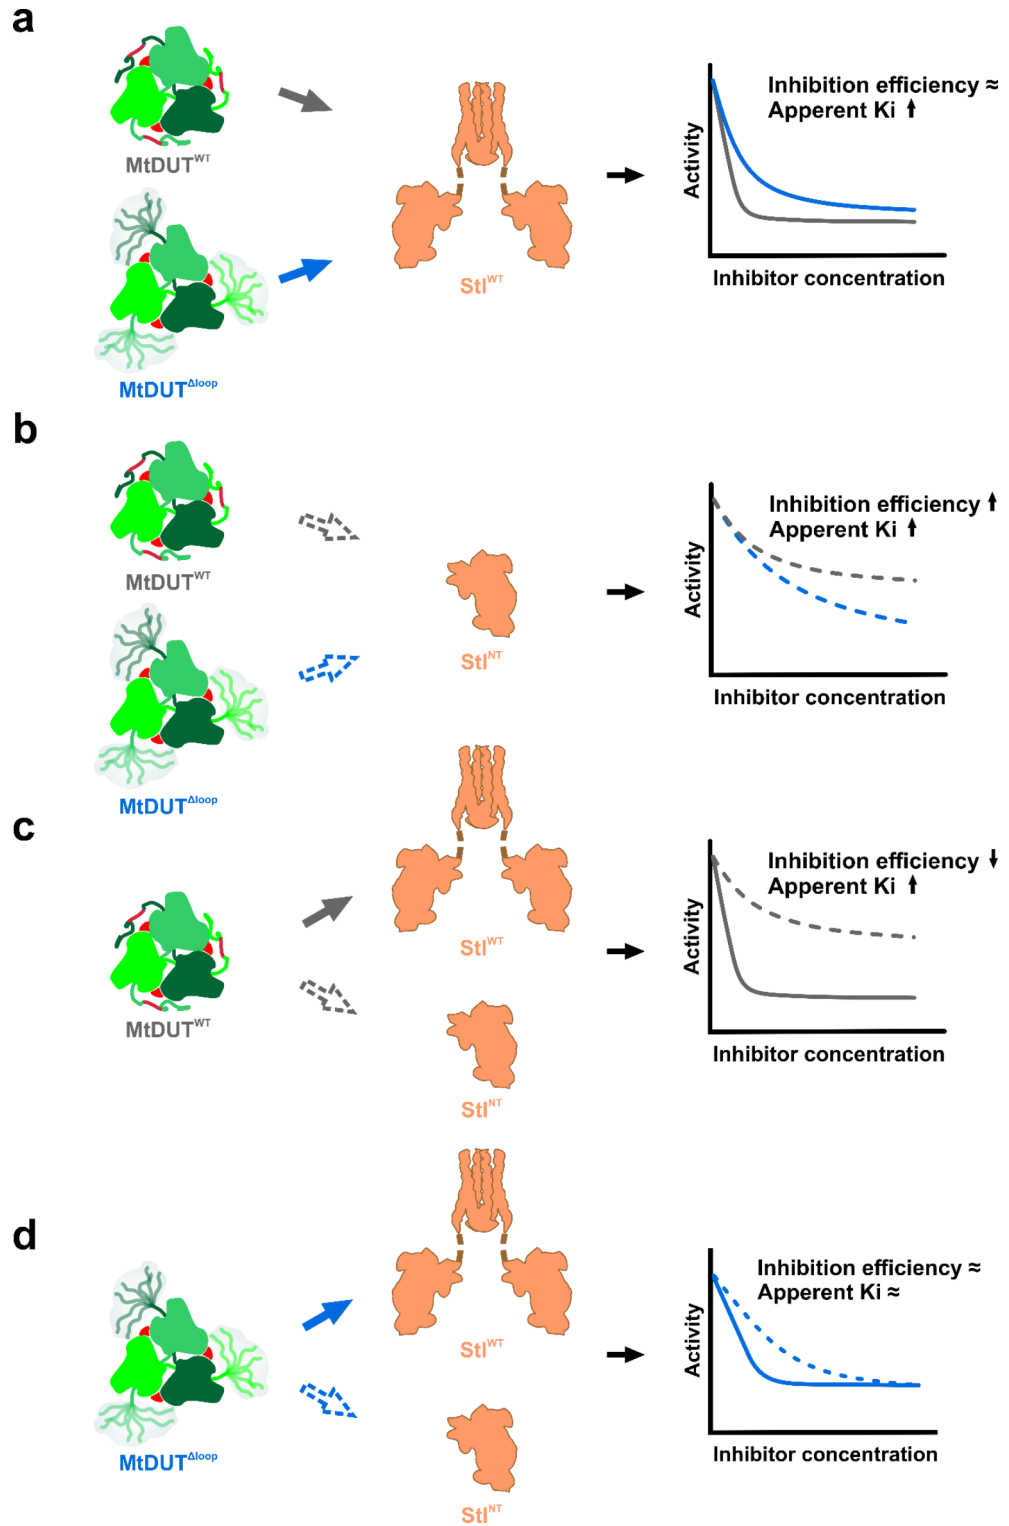 a
MtDUTWT
MtDUTΔloop
StlWT
Inhibition efficiency ≈
Apperent Ki ↑
Activity
Inhibitor concentration
b
MtDUTWT
MtDUTΔloop
StlNT
Inhibition efficiency ↑
Apperent Ki ↑
Activity
Inhibitor concentration
c
MtDUTWT
StlWT
StlNT
Inhibition efficiency ↓
Apperent Ki ↑
Activity
Inhibitor concentration
d
MtDUTΔloop
StlWT
StlNT
Inhibition efficiency ≈
Apperent Ki ≈
Activity
Inhibitor concentration